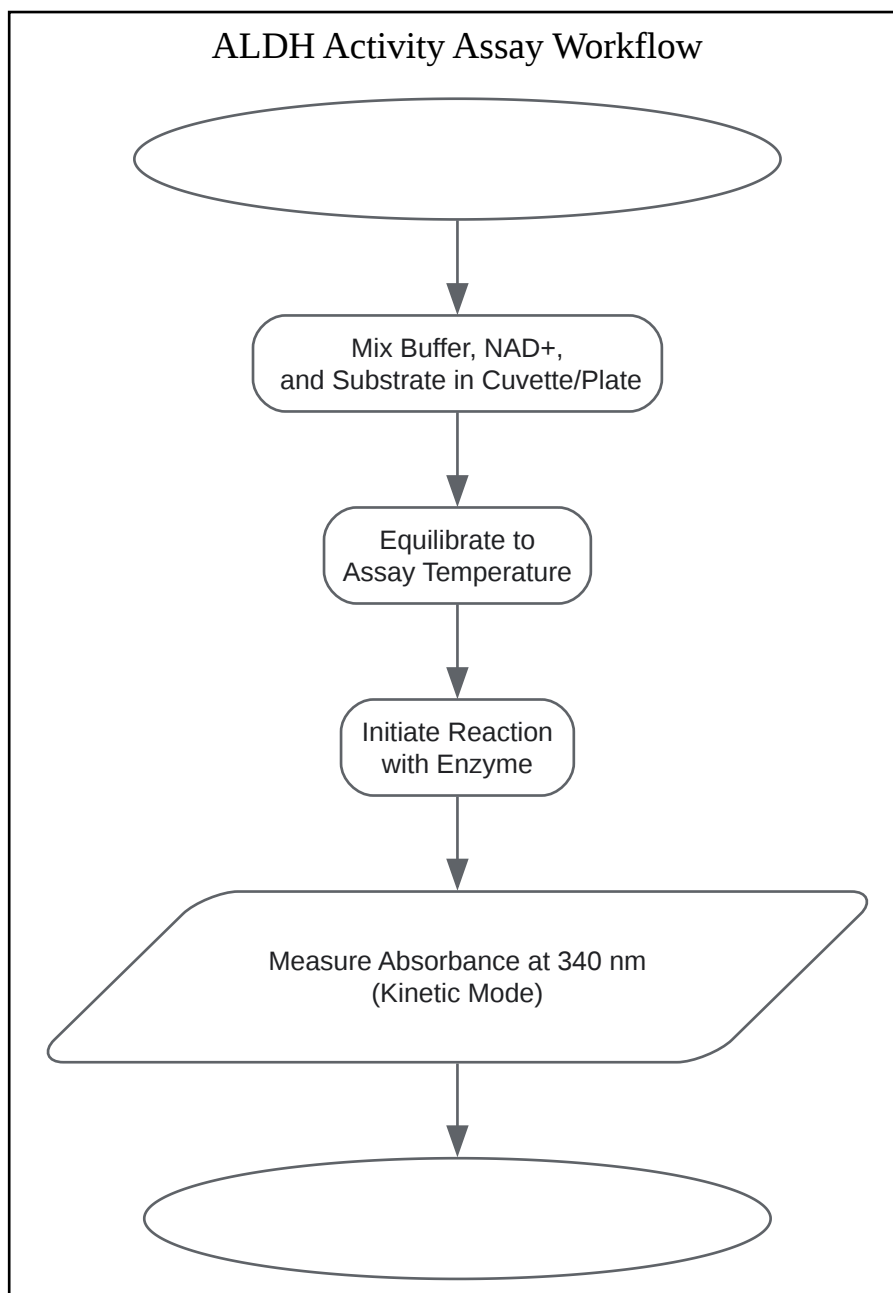 ALDH Activity Assay Workflow
Mix Buffer, NAD+,
and Substrate in Cuvette/Plate
Equilibrate to
Assay Temperature
Initiate Reaction
with Enzyme
Measure Absorbance at 340 nm
(Kinetic Mode)